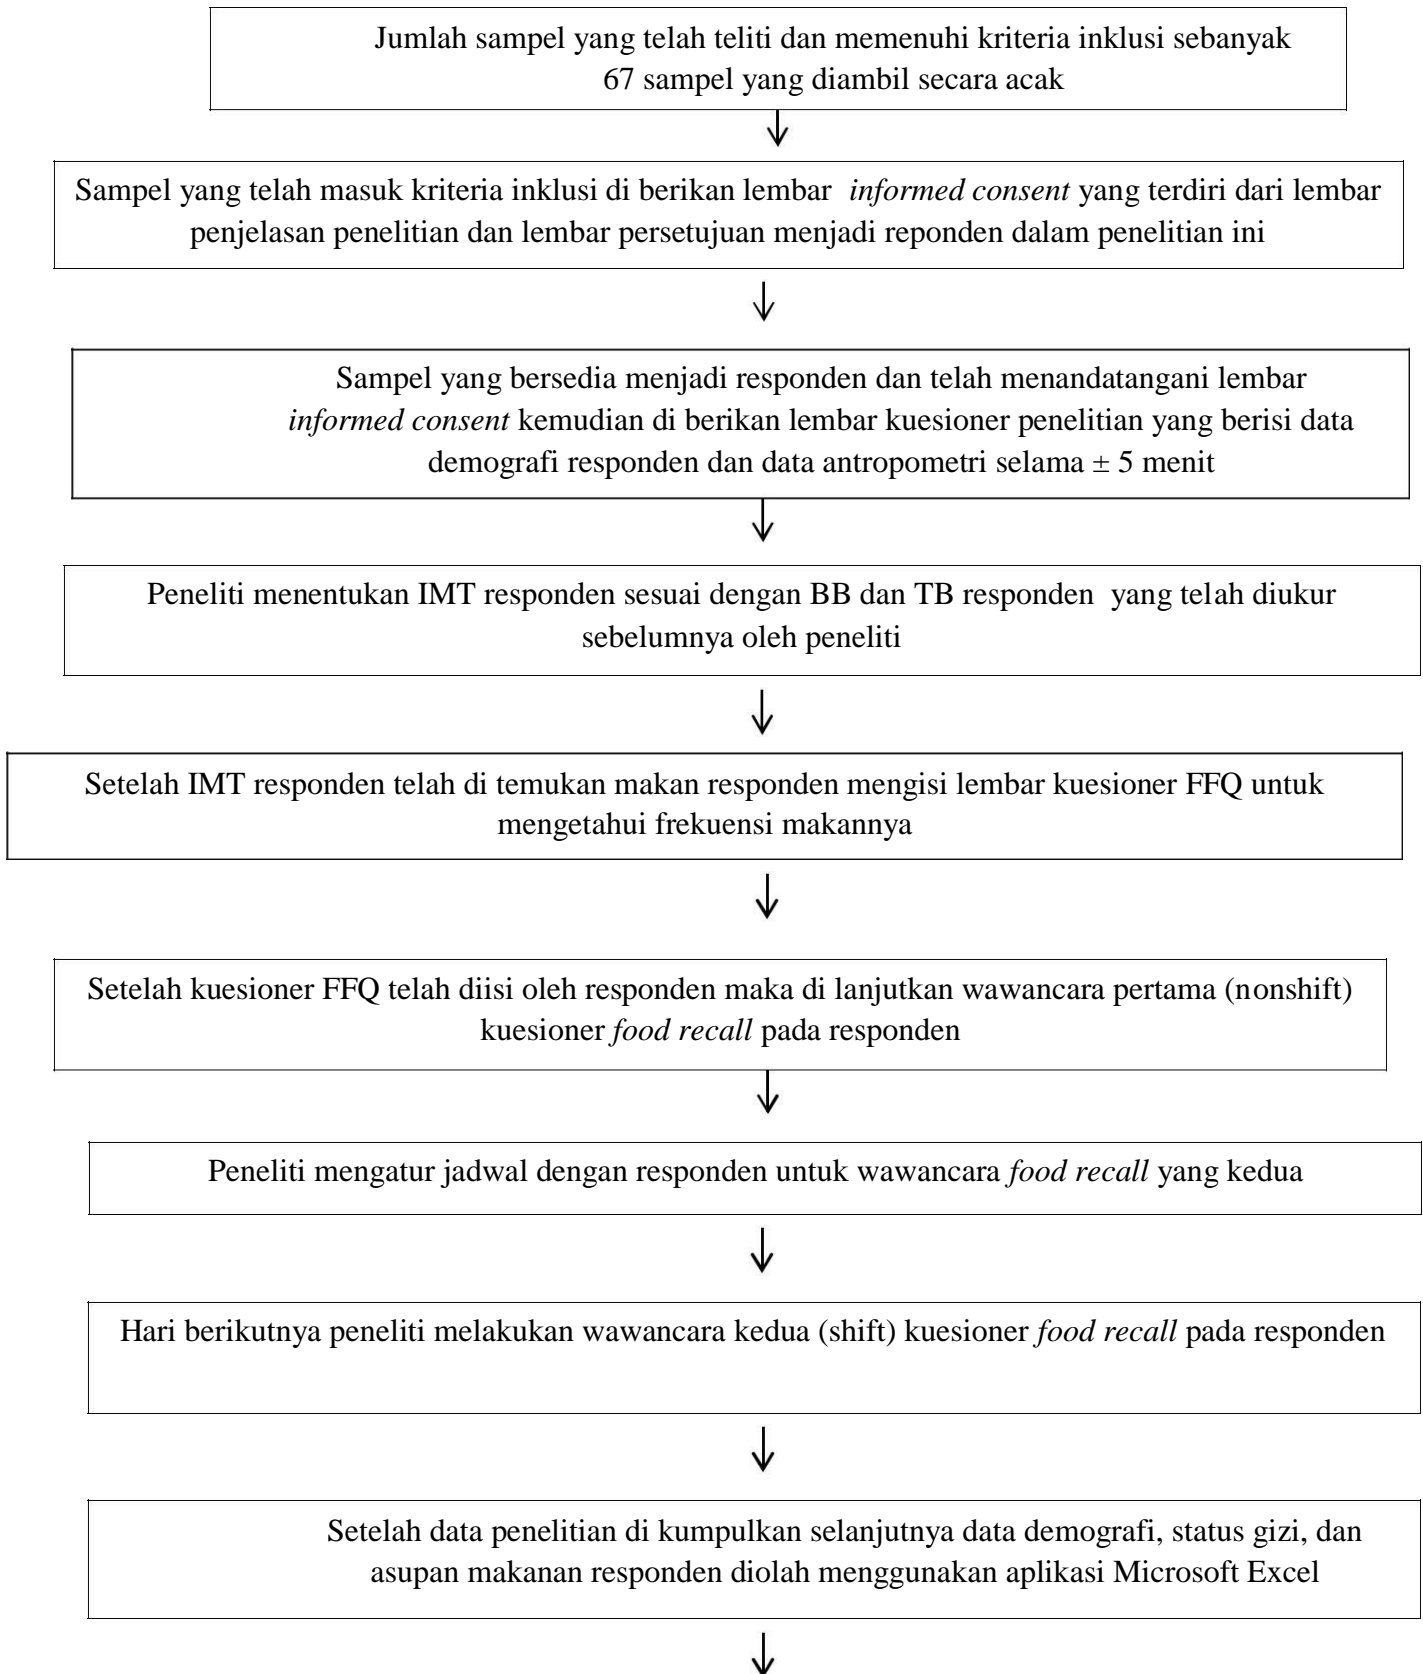 Jumlah sampel yang telah teliti dan memenuhi kriteria inklusi sebanyak
67 sampel yang diambil secara acak
Sampel yang telah masuk kriteria inklusi di berikan lembar informed consent yang terdiri dari lembar
penjelasan penelitian dan lembar persetujuan menjadi reponden dalam penelitian ini
Sampel yang bersedia menjadi responden dan telah menandatangani lembar
informed consent kemudian di berikan lembar kuesioner penelitian yang berisi data
demografi responden dan data antropometri selama ± 5 menit
Peneliti menentukan IMT responden sesuai dengan BB dan TB responden yang telah diukur
sebelumnya oleh peneliti
Setelah IMT responden telah di temukan makan responden mengisi lembar kuesioner FFQ untuk
mengetahui frekuensi makannya
Setelah kuesioner FFQ telah diisi oleh responden maka di lanjutkan wawancara pertama (nonshift)
kuesioner food recall pada responden
Peneliti mengatur jadwal dengan responden untuk wawancara food recall yang kedua
Hari berikutnya peneliti melakukan wawancara kedua (shift) kuesioner food recall pada responden
Setelah data penelitian di kumpulkan selanjutnya data demografi, status gizi, dan
asupan makanan responden diolah menggunakan aplikasi Microsoft Excel